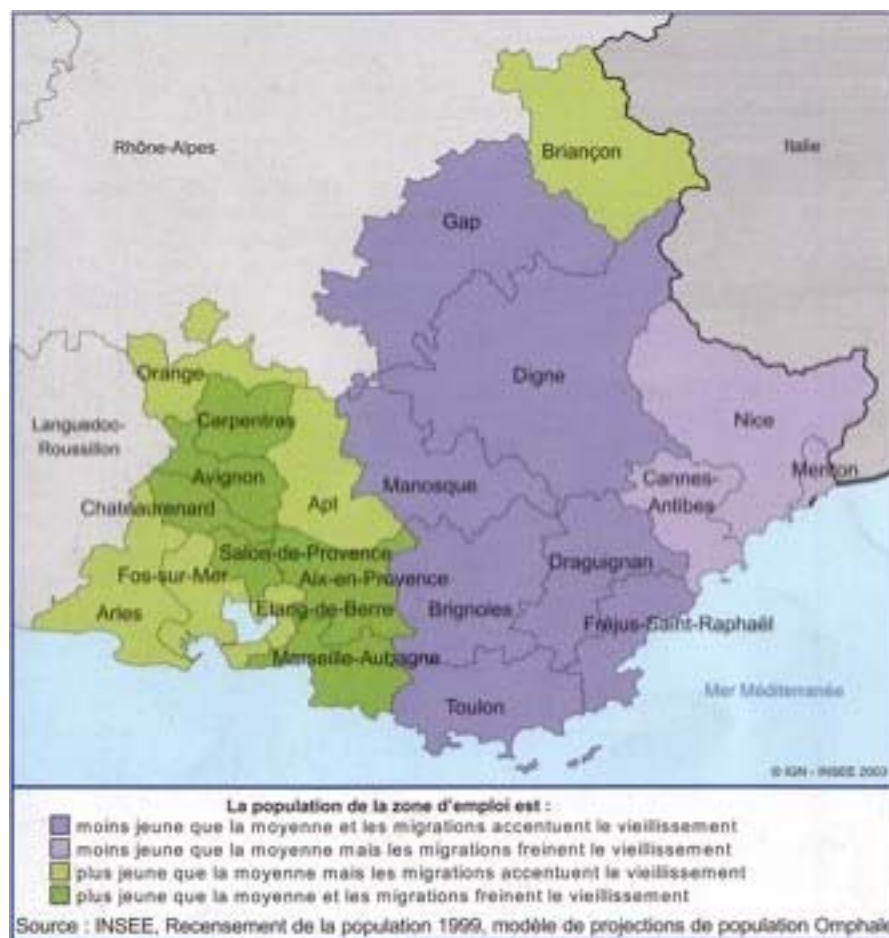 Rhône-Alpes
Italie
Briançon
Gap
Orange
Digne
Carpentras
Languedoc-
Roussillon
Nice
Avignon
Menton
Manosque
Cannes-
Antibes
Châteaurenard
Apt
Salon-de-Provence
Draguignan
Fos-sur-Mer
Aix-en-Provence
Arles
Etang-de-Berre
Brignoles
Fréjus-Saint-Raphaël
Marseille-Aubagne
Mer Méditerranée
Toulon
© IGN - INSEE 2003
La population de la zone d'emploi est :
moins jeune que la moyenne et les migrations accentuent le vieillissement
moins jeune que la moyenne mais les migrations freinent le vieillissement
plus jeune que la moyenne mais les migrations accentuent le vieillissement
plus jeune que la moyenne et les migrations freinent le vieillissement
Source : INSEE, Recensement de la population 1999, modèle de projections de population Omphale